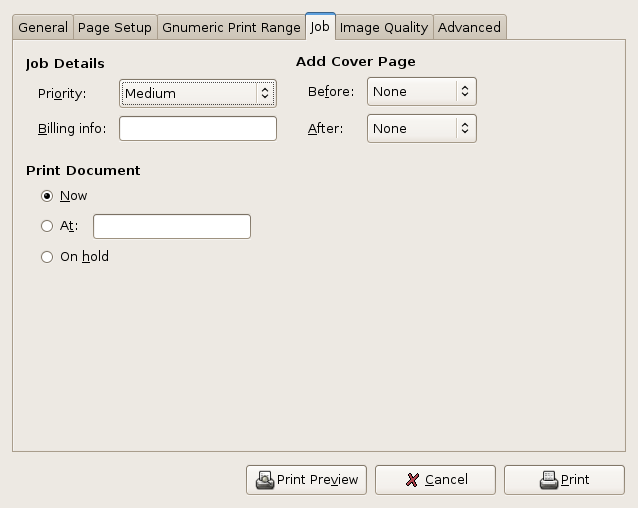 General Page Setup Gnumeric Print Range Job Image Quality Advanced
Job Details
Priority: Medium
Billing info:
Add Cover Page
Before: None
After: None
Print Document
Now
At:
On hold
Print Preview Cancel Print